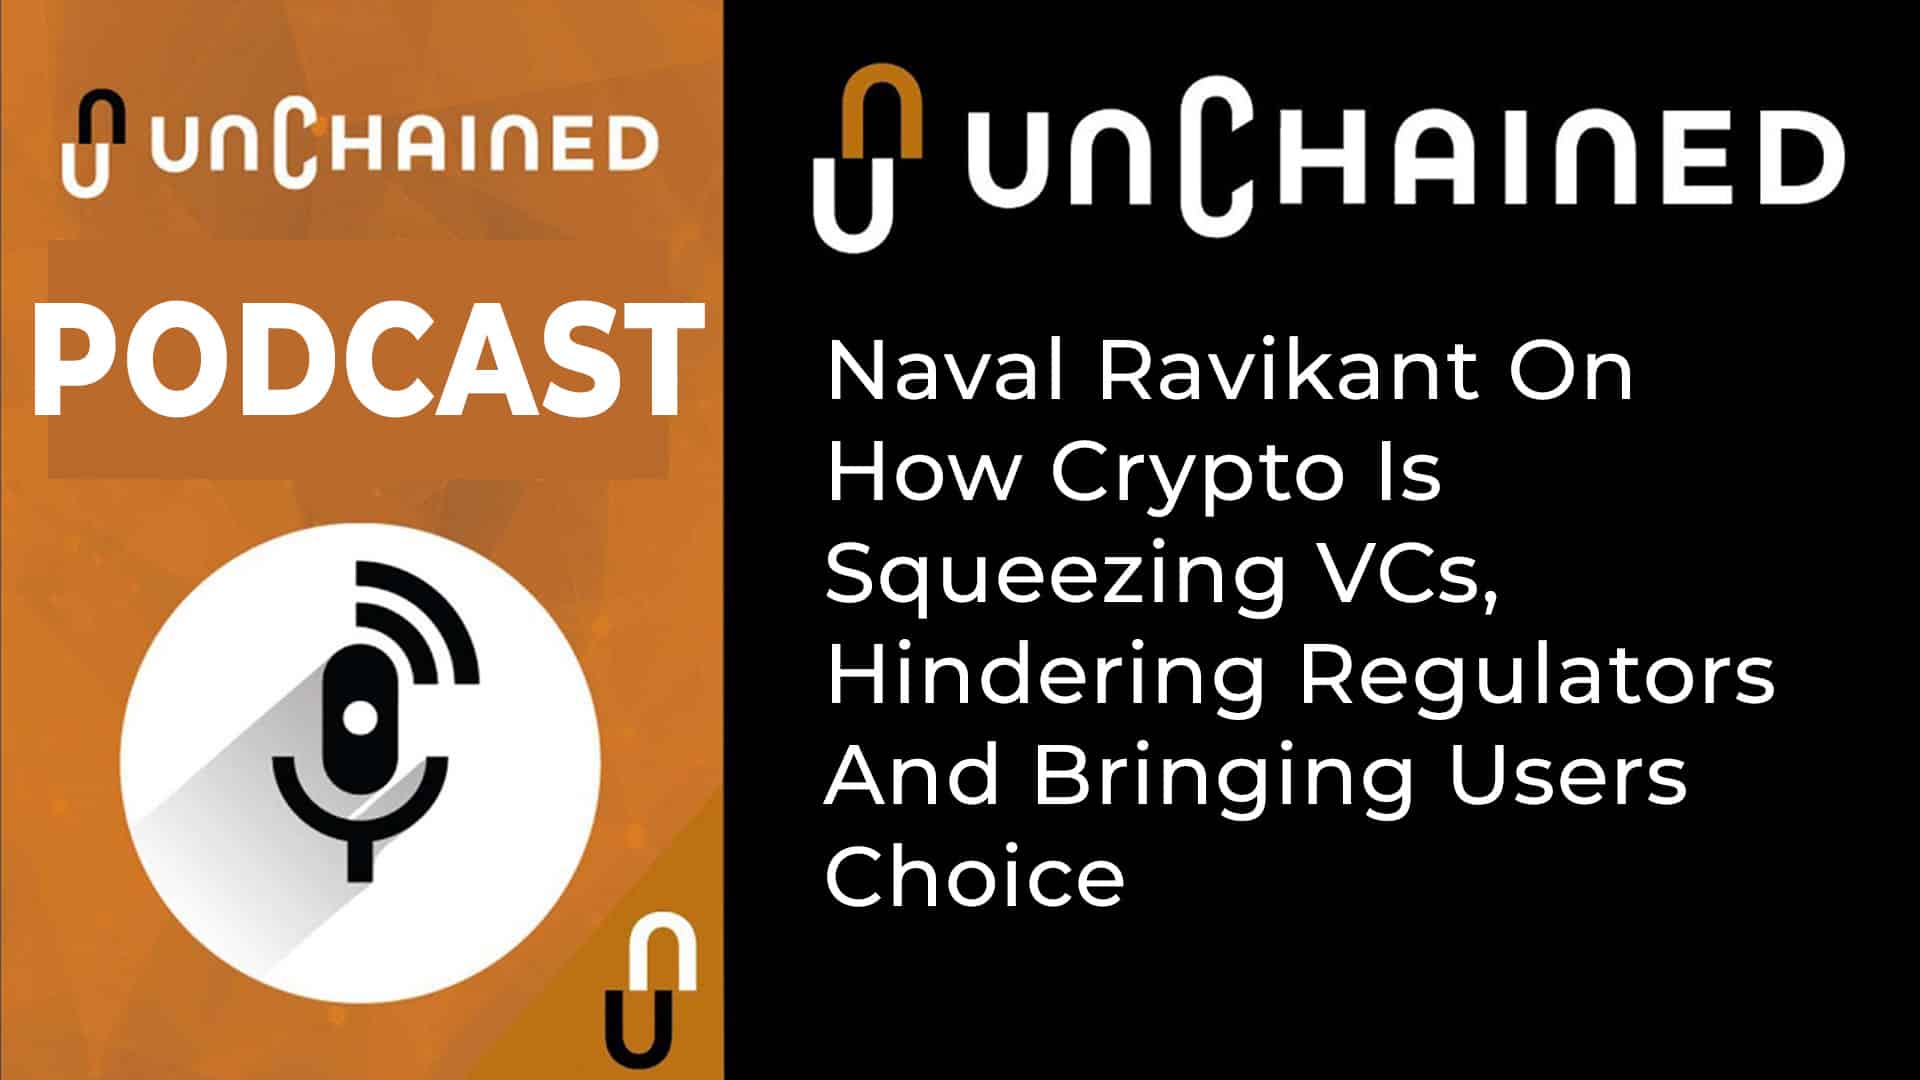 UNCHAINED
PODCAST
UNCHAINED
Naval Ravikant On
How Crypto Is
Squeezing VCs,
Hindering Regulators
And Bringing Users
Choice